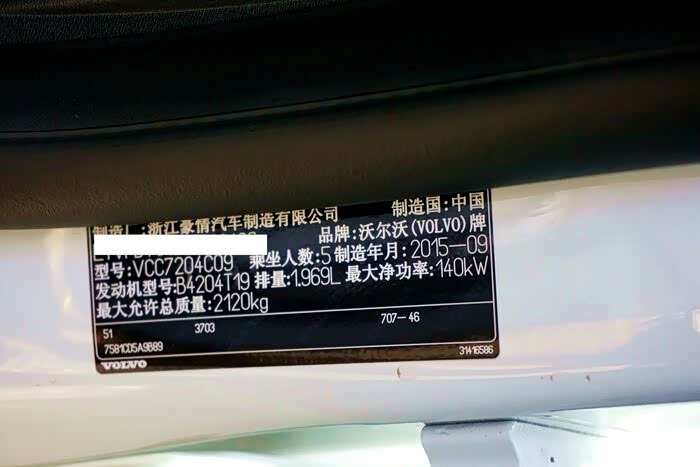 制造厂:浙江豪情汽车制造有限公司 制造国:中国
品牌:沃尔沃(VOLVO)牌
型号:VCC7204C09 乘坐人数:5 制造年月:2015-09
发动机型号:B4204T19 排量:1.969L 最大净功率:140kW
最大允许总质量:2120kg
51 3703 707-46
7581CD5A9B89 31416586
VOLVO